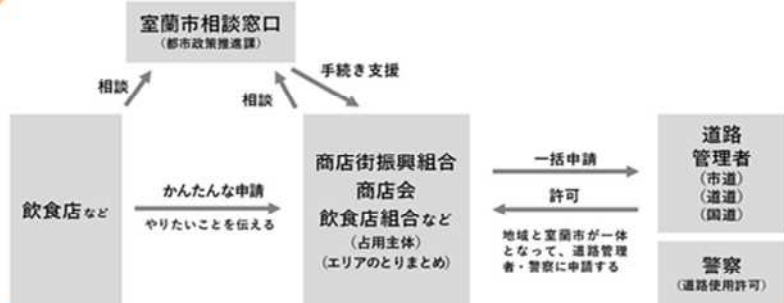 室蘭市相談窓口
(都市政策推進課)
相談
相談
手続き支援
飲食店など
かんたんな申請
やりたいことを伝える
商店街振興組合
商店会
飲食店組合など
(占用主体)
(エリアのとりまとめ)
一括申請
許可
地域と室蘭市が一体
となって、道路管理
者・警察に申請する
道路
管理者
(市道)
(道道)
(国道)
警察
(道路使用許可)